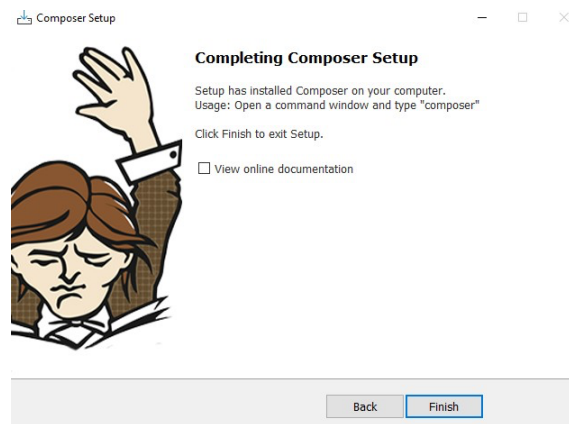 Composer Setup
Completing Composer Setup
Setup has installed Composer on your computer.
Usage: Open a command window and type "composer"
Click Finish to exit Setup.
View online documentation
Back
Finish